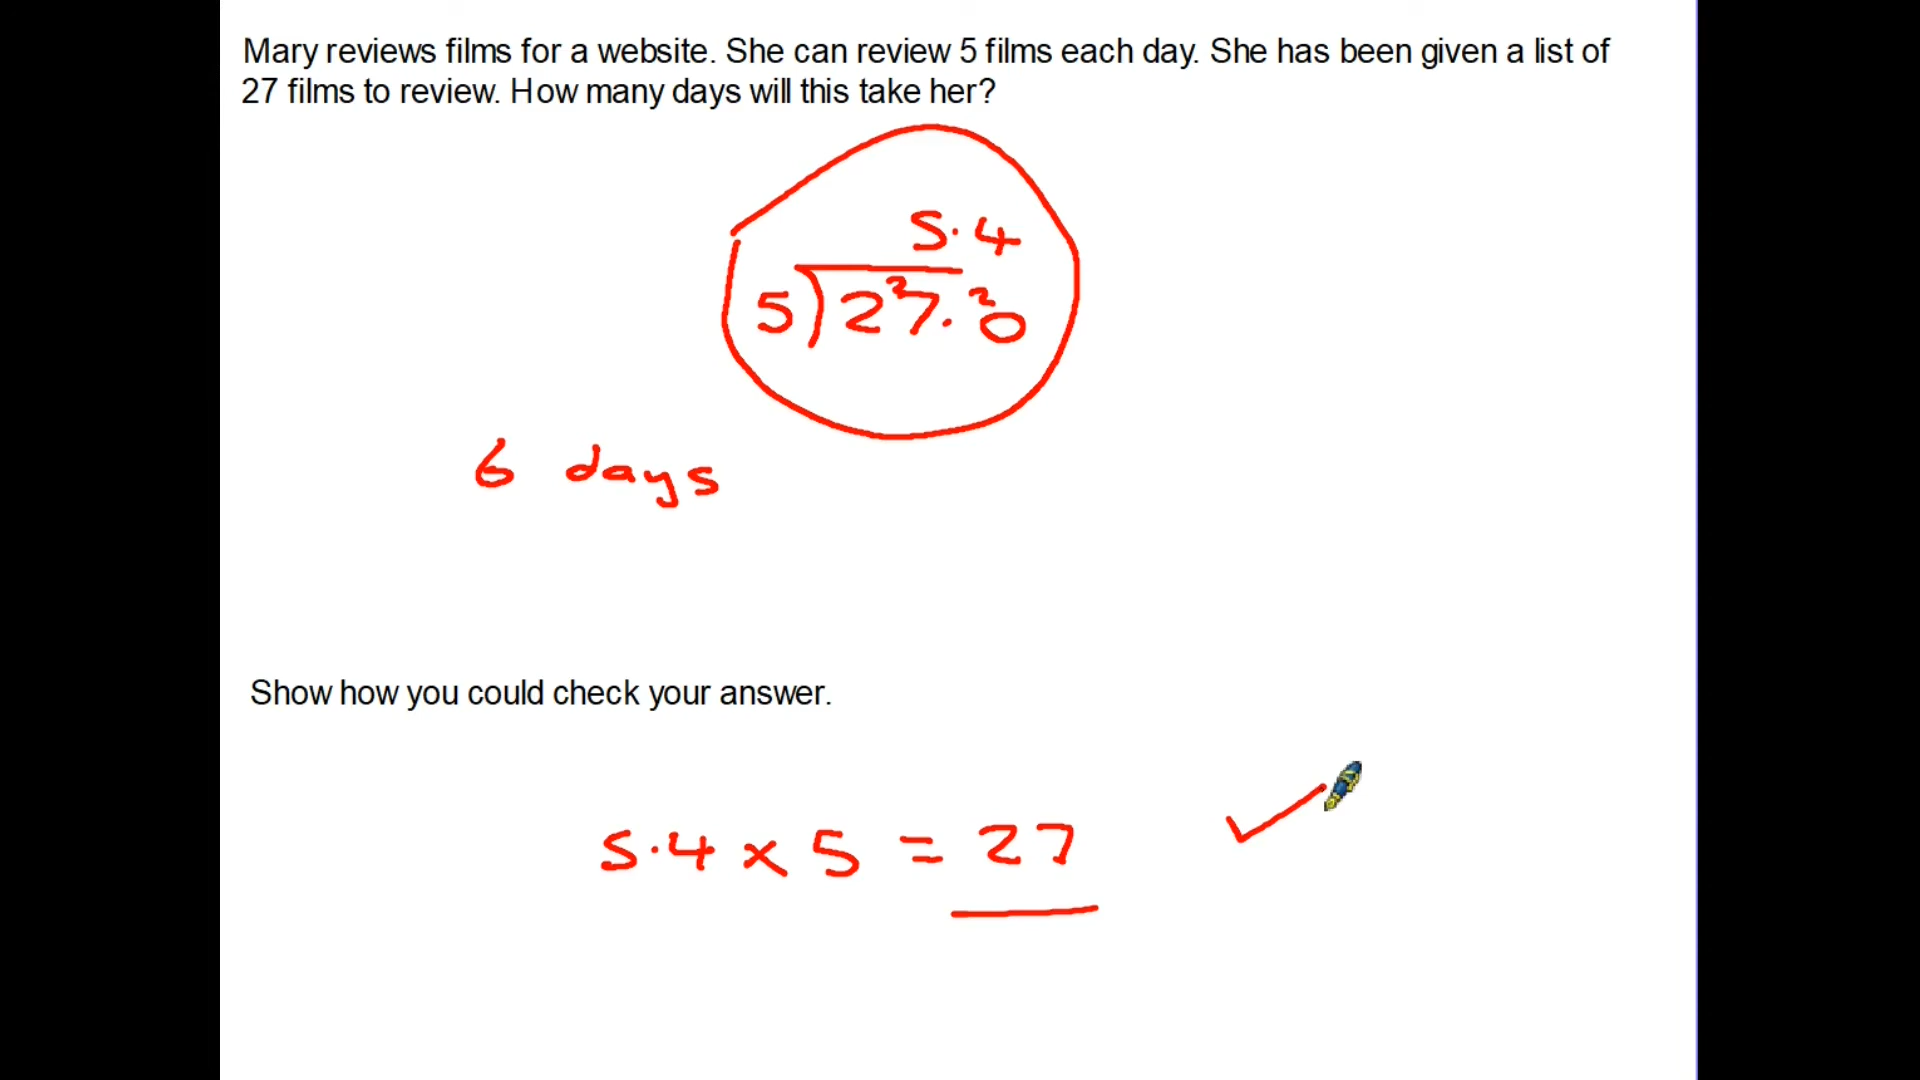 Mary reviews films for a website. She can review 5 films each day. She has been given a list of
27 films to review. How many days will this take her?
5.4
5)2²7.²0
6 days
Show how you could check your answer.
5.4 x 5 = 27